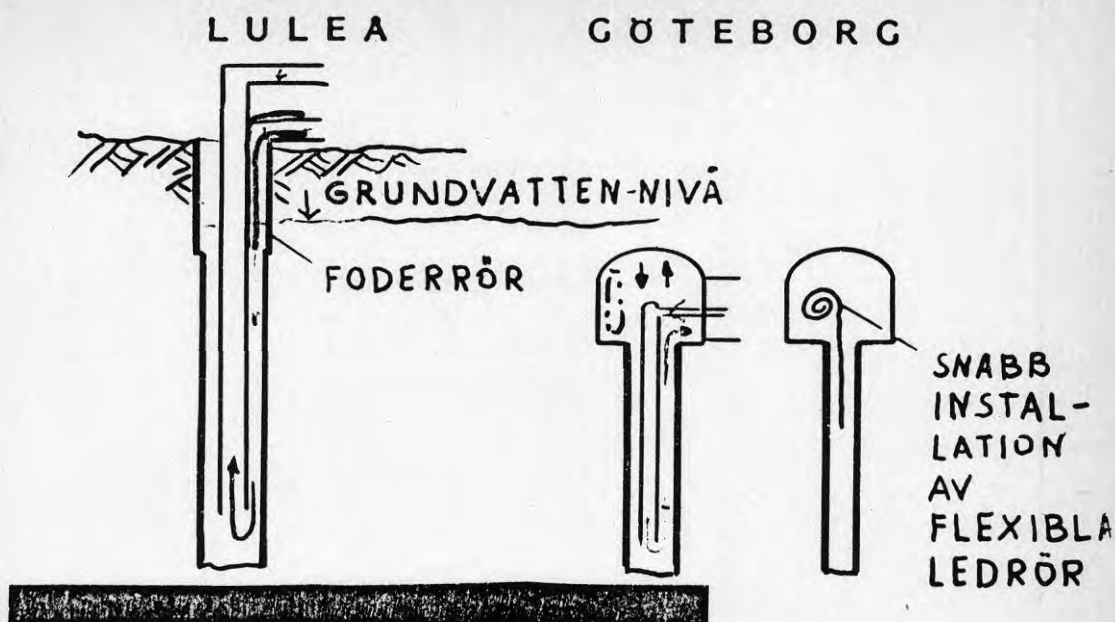 LULEA
GÖTEBORG
GRUNDVATTEN-NIVÅ
FODERRÖR
SNABB
INSTAL-
LATION
AV
FLEXIBLA
LEDRÖR